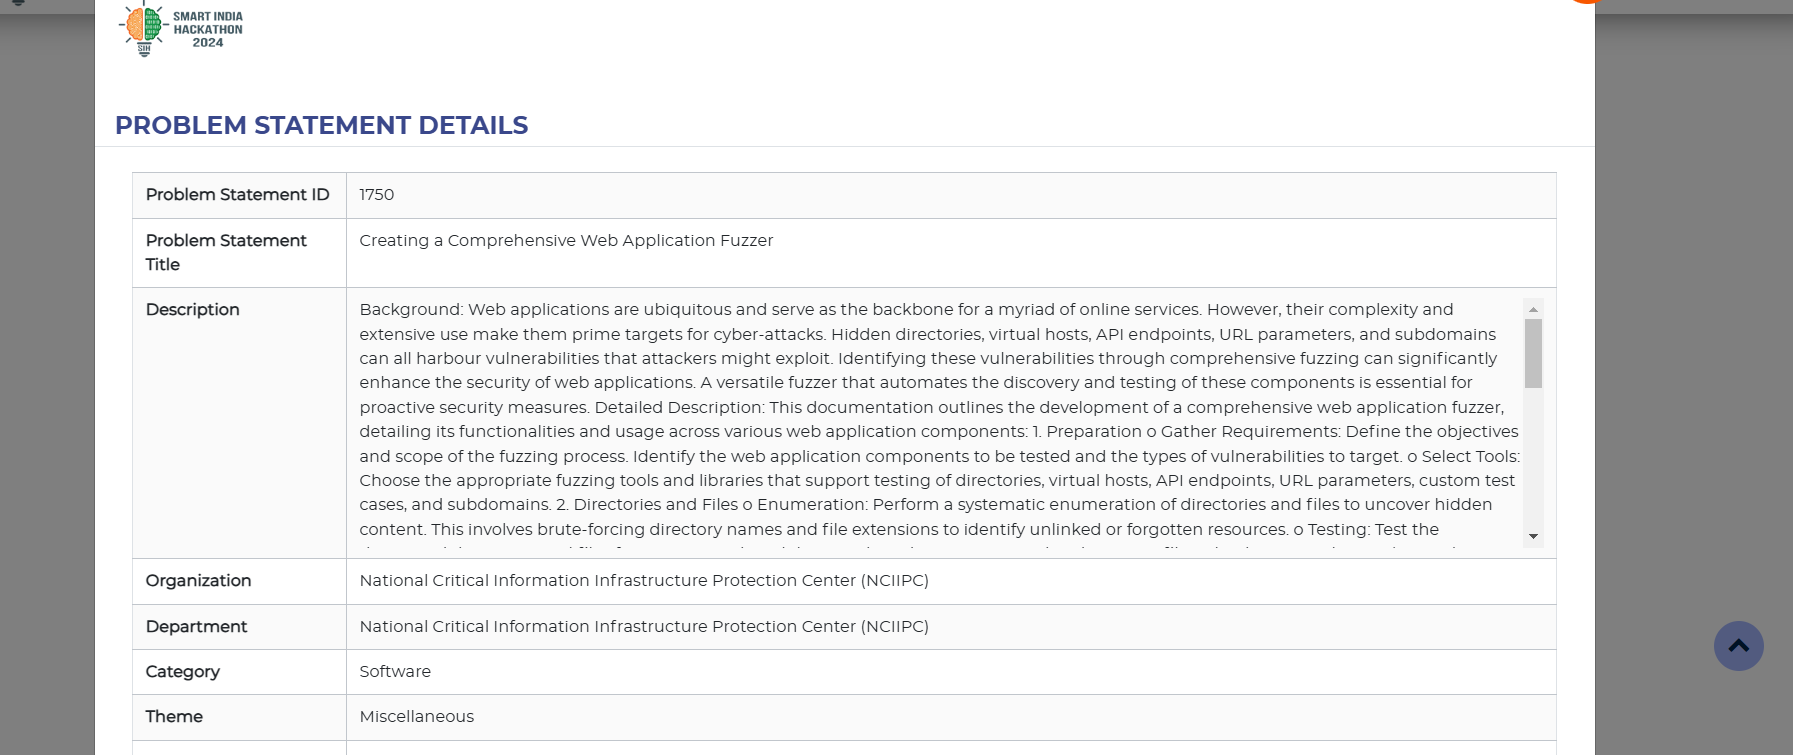 SMART INDIA
HACKATHON
2024
SIH
PROBLEM STATEMENT DETAILS
Problem Statement ID
1750
Problem Statement
Title
Creating a Comprehensive Web Application Fuzzer
Description
Background: Web applications are ubiquitous and serve as the backbone for a myriad of online services. However, their complexity and
extensive use make them prime targets for cyber-attacks. Hidden directories, virtual hosts, API endpoints, URL parameters, and subdomains
can all harbour vulnerabilities that attackers might exploit. Identifying these vulnerabilities through comprehensive fuzzing can significantly
enhance the security of web applications. A versatile fuzzer that automates the discovery and testing of these components is essential for
proactive security measures. Detailed Description: This documentation outlines the development of a comprehensive web application fuzzer,
detailing its functionalities and usage across various web application components: 1. Preparation o Gather Requirements: Define the objectives
and scope of the fuzzing process. Identify the web application components to be tested and the types of vulnerabilities to target. o Select Tools:
Choose the appropriate fuzzing tools and libraries that support testing of directories, virtual hosts, API endpoints, URL parameters, custom test
cases, and subdomains. 2. Directories and Files o Enumeration: Perform a systematic enumeration of directories and files to uncover hidden
content. This involves brute-forcing directory names and file extensions to identify unlinked or forgotten resources. o Testing: Test the
Organization
National Critical Information Infrastructure Protection Center (NCIIPC)
Department
National Critical Information Infrastructure Protection Center (NCIIPC)
Category
Software
Theme
Miscellaneous